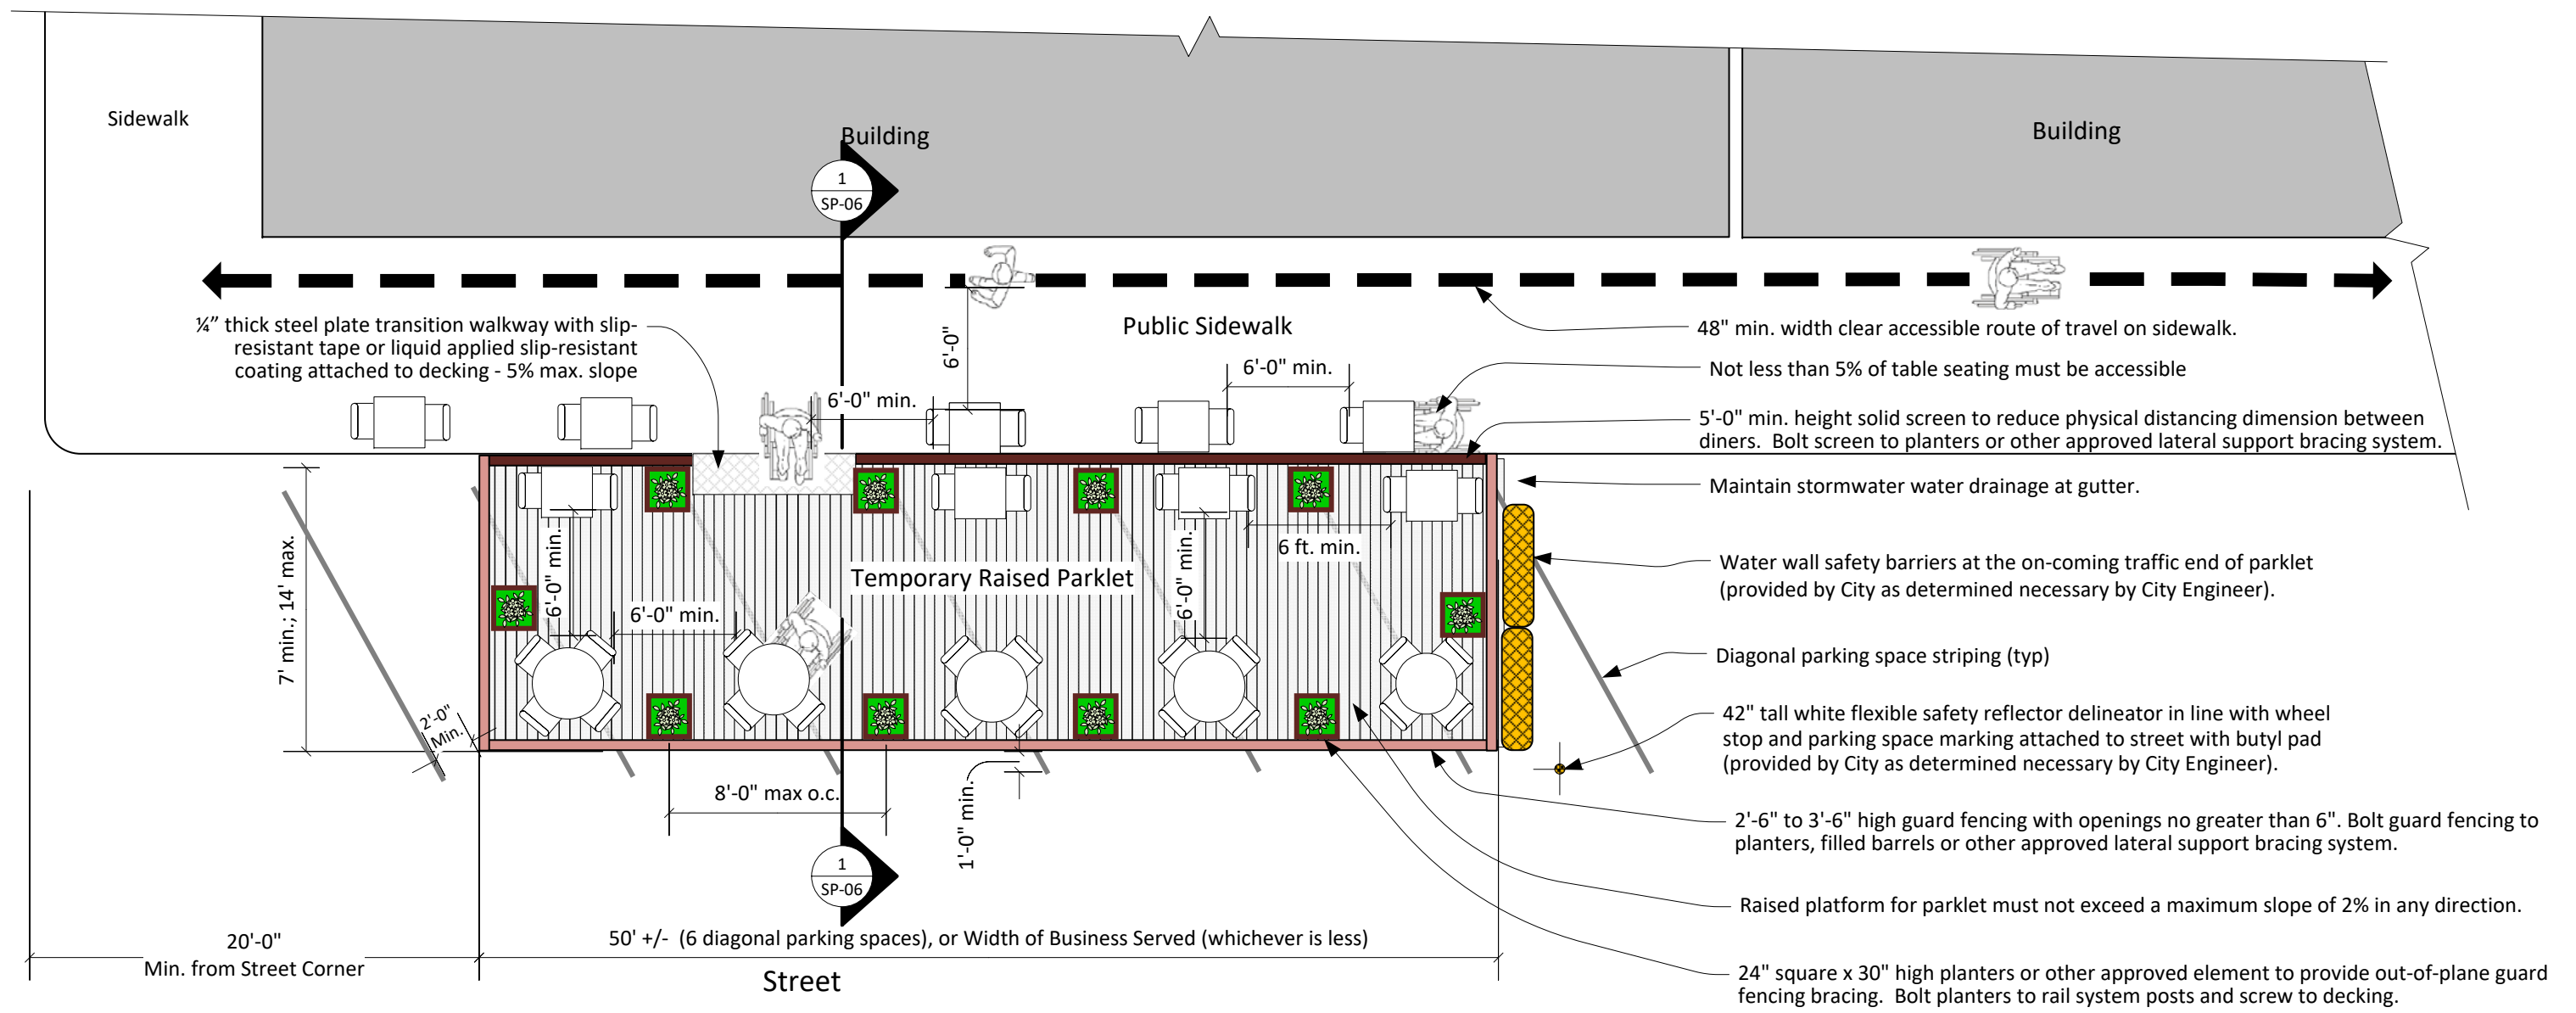 Sidewalk
Building
Building
1
SP-06
¼” thick steel plate transition walkway with slip-
resistant tape or liquid applied slip-resistant
coating attached to decking - 5% max. slope
6'-0"
Public Sidewalk
48" min. width clear accessible route of travel on sidewalk.
6'-0" min.
6'-0" min.
Not less than 5% of table seating must be accessible
5'-0" min. height solid screen to reduce physical distancing dimension between
diners.  Bolt screen to planters or other approved lateral support bracing system.
Maintain stormwater water drainage at gutter.
7' min.; 14' max.
6'-0" min.
6'-0" min.
6'-0" min.
6 ft. min.
Temporary Raised Parklet
Water wall safety barriers at the on-coming traffic end of parklet
(provided by City as determined necessary by City Engineer).
Diagonal parking space striping (typ)
2'-0"
Min.
42" tall white flexible safety reflector delineator in line with wheel
stop and parking space marking attached to street with butyl pad
(provided by City as determined necessary by City Engineer).
8'-0" max o.c.
1'-0" min.
2'-6" to 3'-6" high guard fencing with openings no greater than 6". Bolt guard fencing to
planters, filled barrels or other approved lateral support bracing system.
1
SP-06
Raised platform for parklet must not exceed a maximum slope of 2% in any direction.
20'-0"
Min. from Street Corner
50' +/-  (6 diagonal parking spaces), or Width of Business Served (whichever is less)
Street
24" square x 30" high planters or other approved element to provide out-of-plane guard
fencing bracing.  Bolt planters to rail system posts and screw to decking.